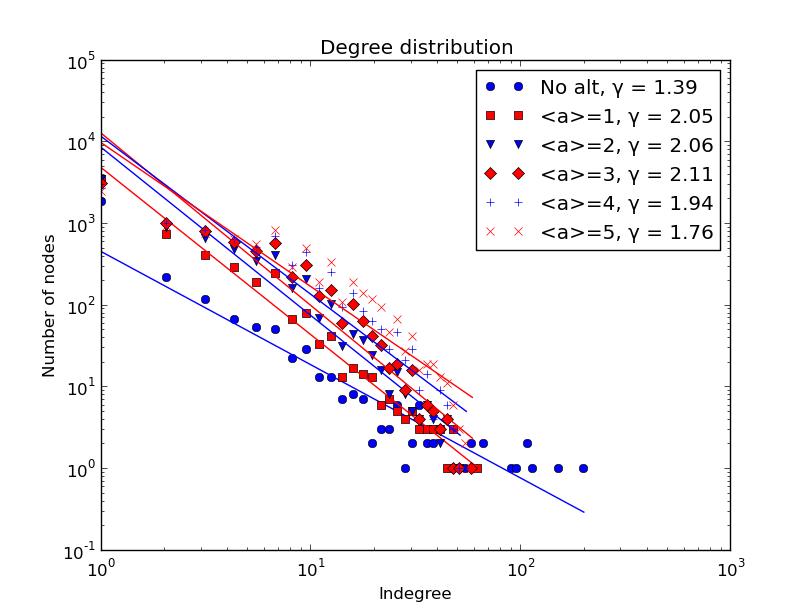 Degree distribution
No alt, γ = 1.39
<a>=1, γ = 2.05
<a>=2, γ = 2.06
<a>=3, γ = 2.11
<a>=4, γ = 1.94
<a>=5, γ = 1.76
Number of nodes
10^5
10^4
10^3
10^2
10^1
10^0
10^-1
10^0 10^1 10^2 10^3
Indegree